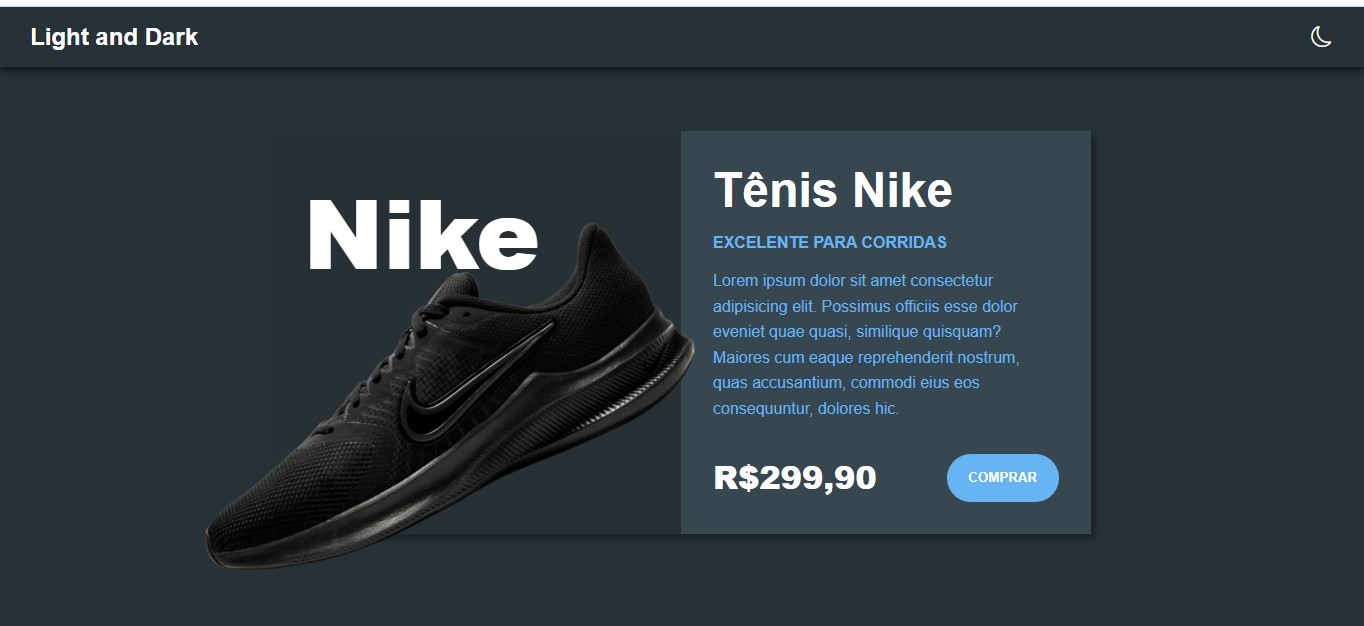 Light and Dark
Nike
Tênis Nike
EXCELENTE PARA CORRIDAS
Lorem ipsum dolor sit amet consectetur
adipisicing elit. Possimus officiis esse dolor
eveniet quae quasi, similique quisquam?
Maiores cum eaque reprehenderit nostrum,
quas accusantium, commodi eius eos
consequuntur, dolores hic.
R$299,90
COMPRAR